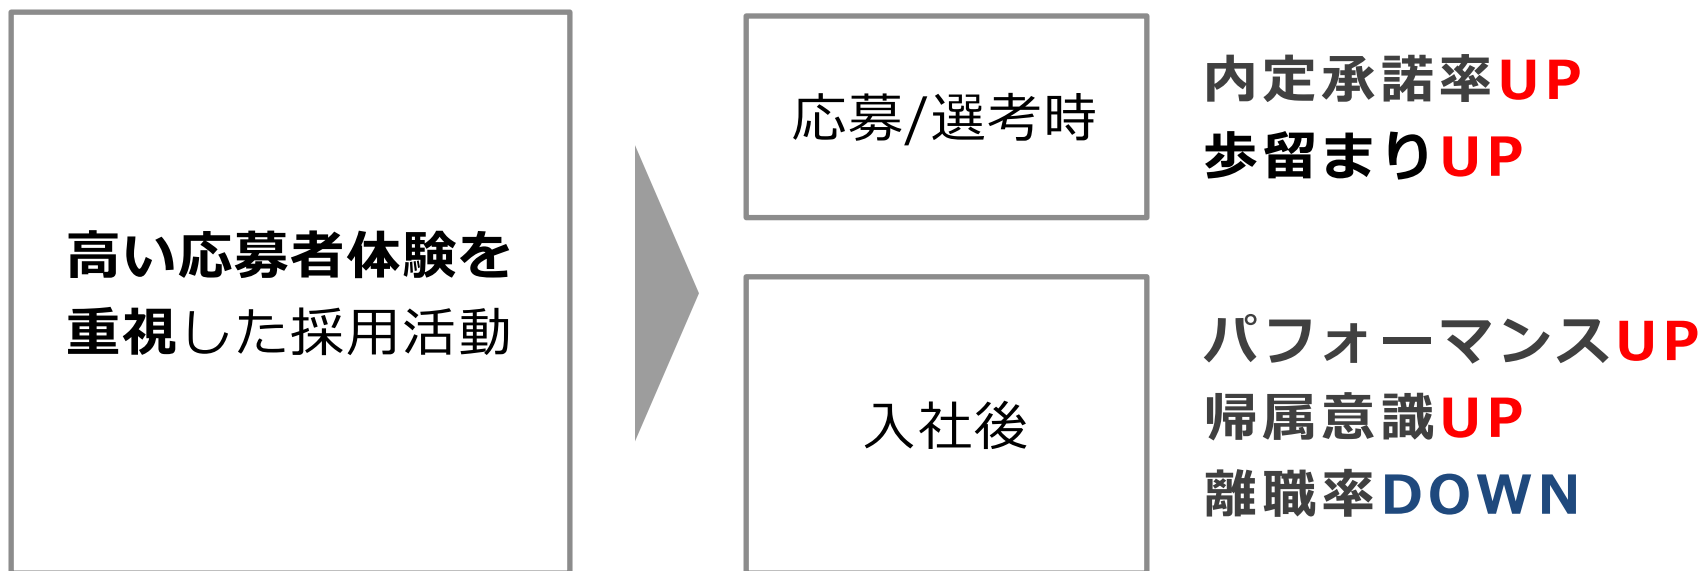 高い応募者体験を
重視した採用活動
応募/選考時
内定承諾率UP
歩留まりUP
入社後
パフォーマンスUP
帰属意識UP
離職率DOWN